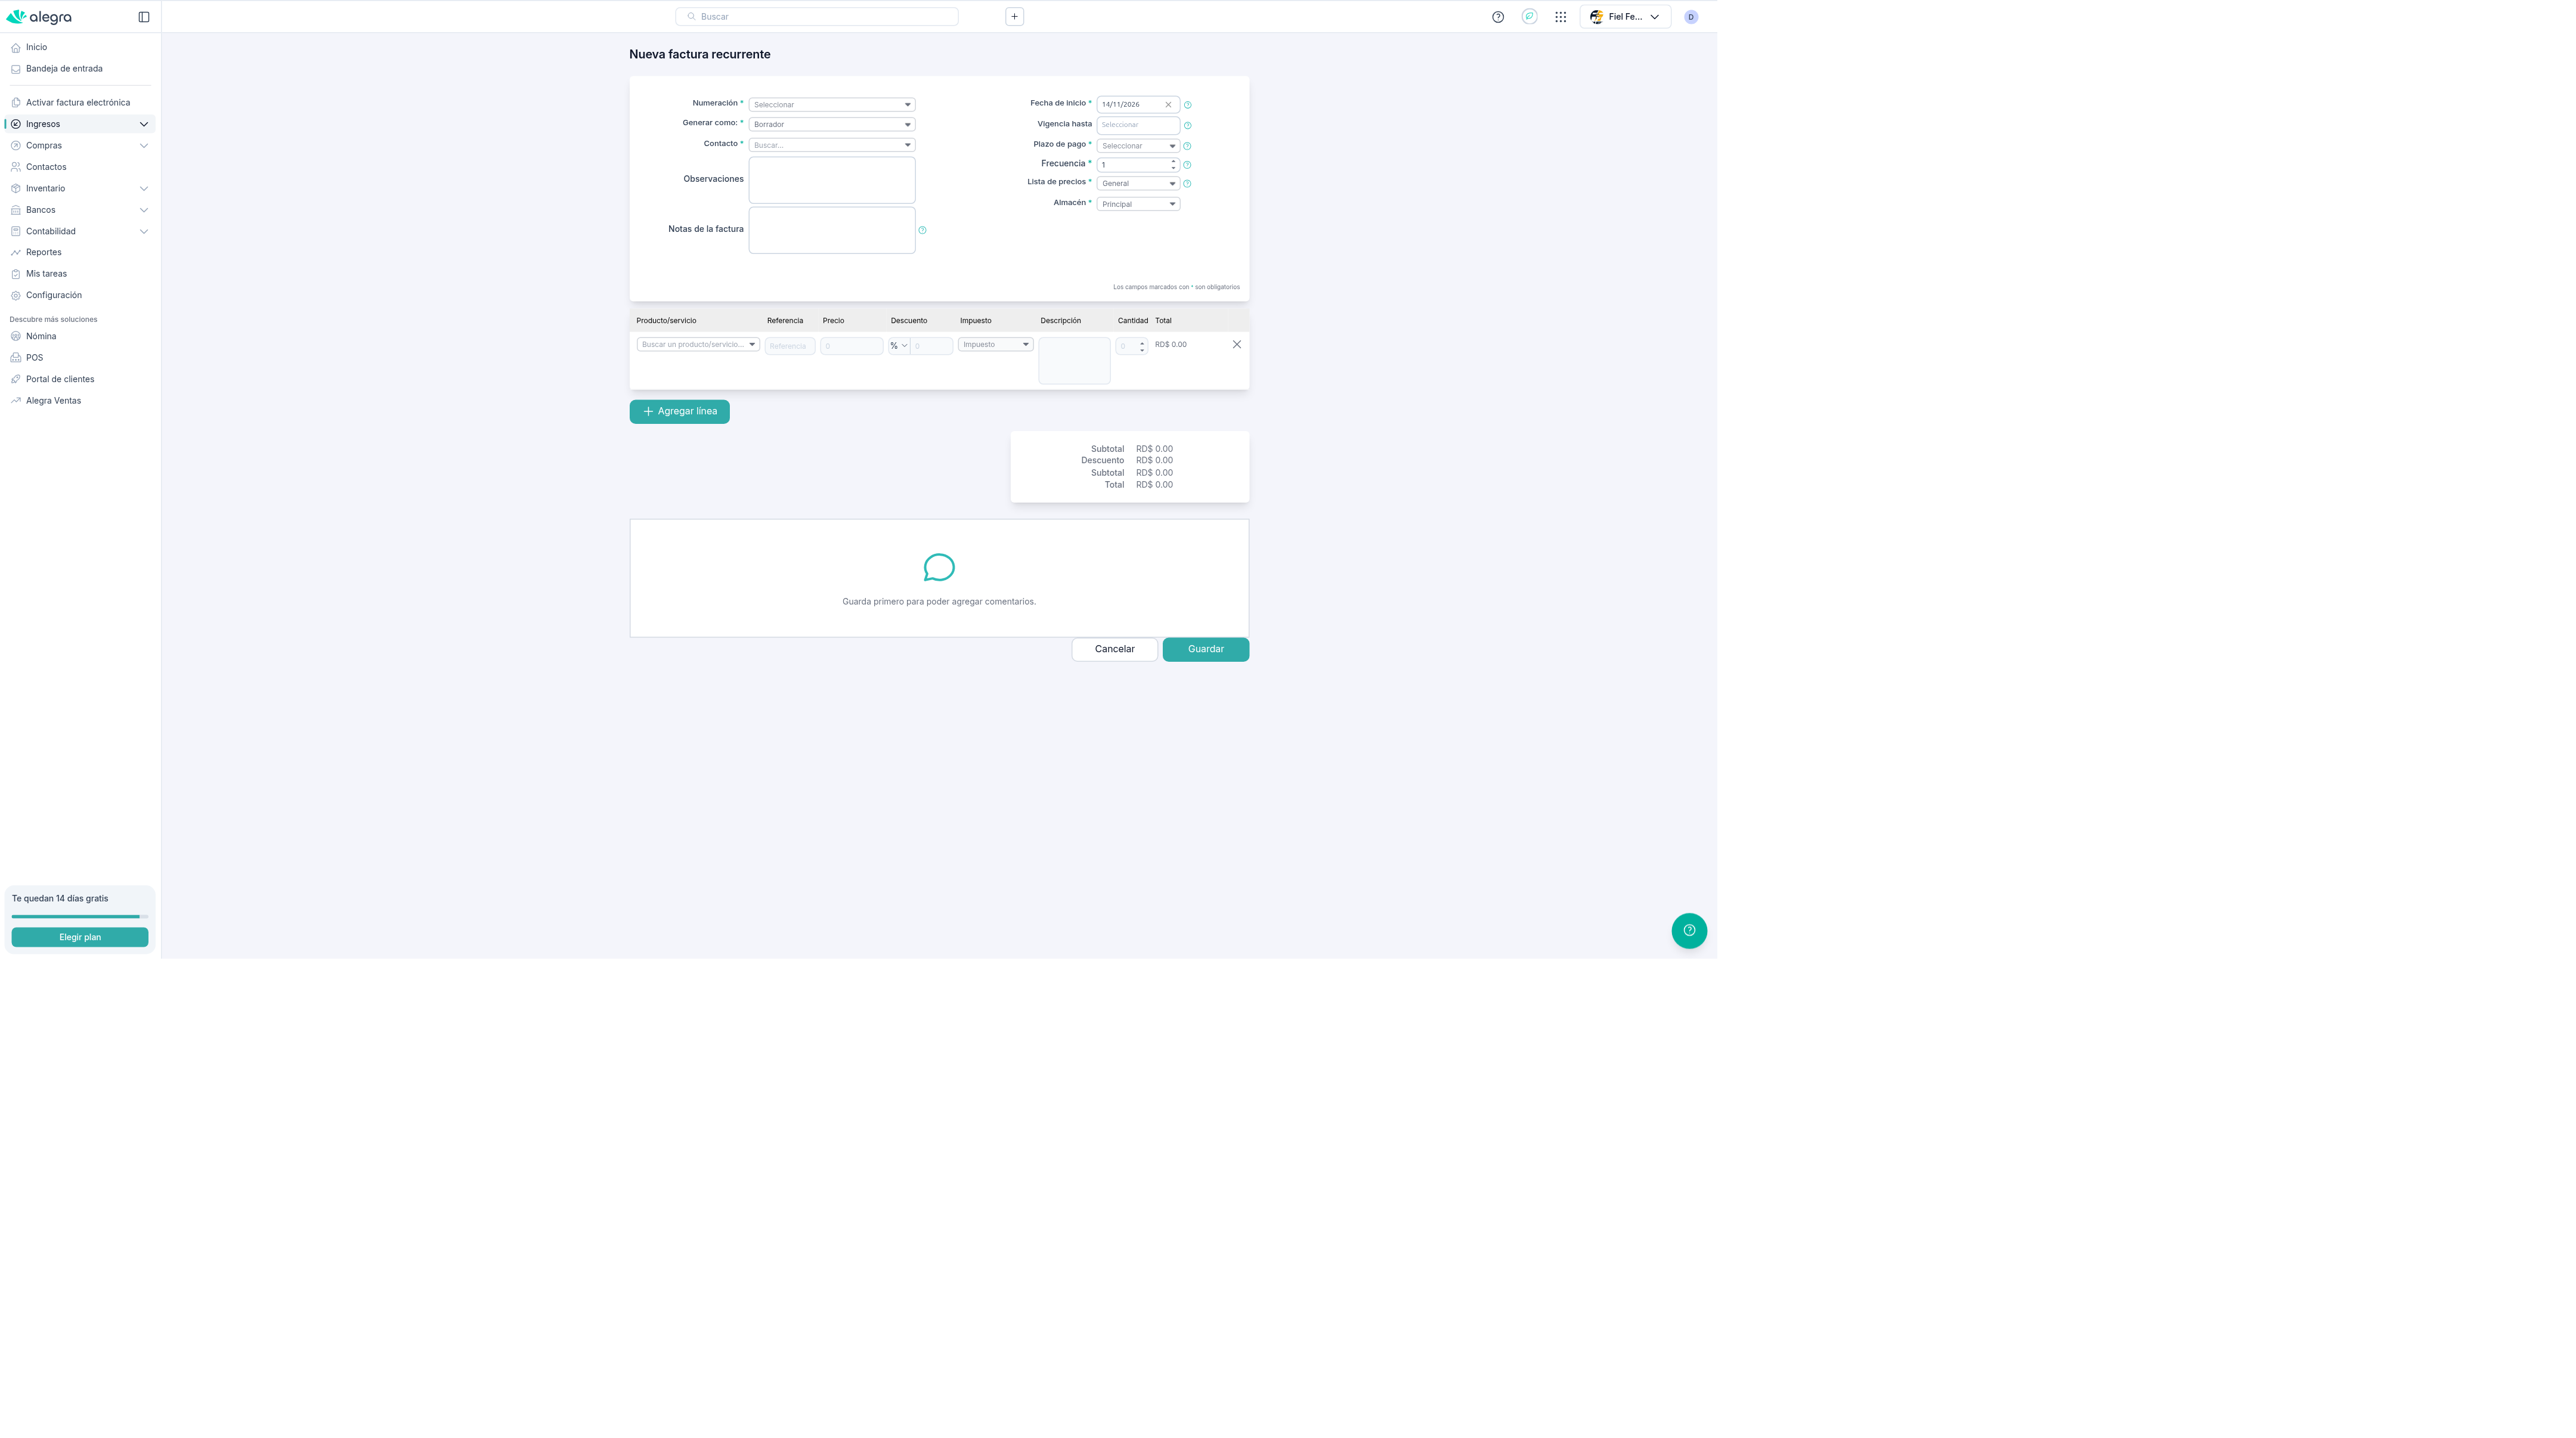 alegra
Buscar
Fiel Fe...
D
Inicio
Bandeja de entrada
Activar factura electrónica
Ingresos
Compras
Contactos
Inventario
Bancos
Contabilidad
Reportes
Mis tareas
Configuración
Descubre más soluciones
Nómina
POS
Portal de clientes
Alegra Ventas
Te quedan 14 días gratis
Elegir plan
Nueva factura recurrente
Numeración * Seleccionar
Generar como: * Borrador
Contacto * Buscar...
Observaciones
Notas de la factura
Fecha de inicio * 14/11/2026
Vigencia hasta Seleccionar
Plazo de pago * Seleccionar
Frecuencia * 1
Lista de precios * General
Almacén * Principal
Los campos marcados con * son obligatorios
Producto/servicio Referencia Precio Descuento Impuesto Descripción Cantidad Total
Buscar un producto/servicio... Referencia 0 % 0 Impuesto 0 RD$ 0.00
Agregar línea
Subtotal RD$ 0.00
Descuento RD$ 0.00
Subtotal RD$ 0.00
Total RD$ 0.00
Guarda primero para poder agregar comentarios.
Cancelar Guardar